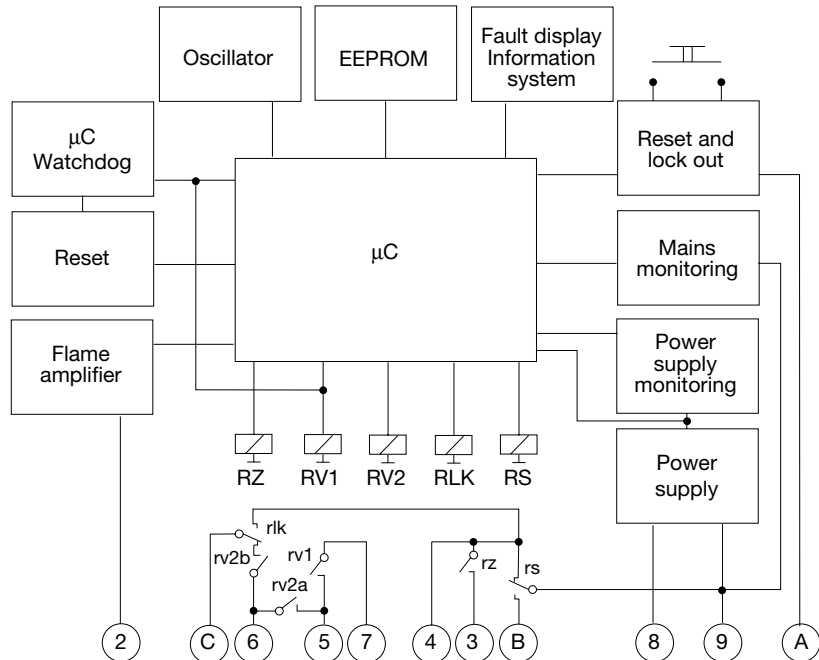 Oscillator
EEPROM
Fault display
Information
system
μC
Watchdog
Reset and
lock out
Reset
μC
Mains
monitoring
Flame
amplifier
Power
supply
monitoring
RZ
RV1
RV2
RLK
RS
Power
supply
rlk
rv2b
rv1
rv2a
rz
rs
2
C
6
5
7
4
3
B
8
9
A